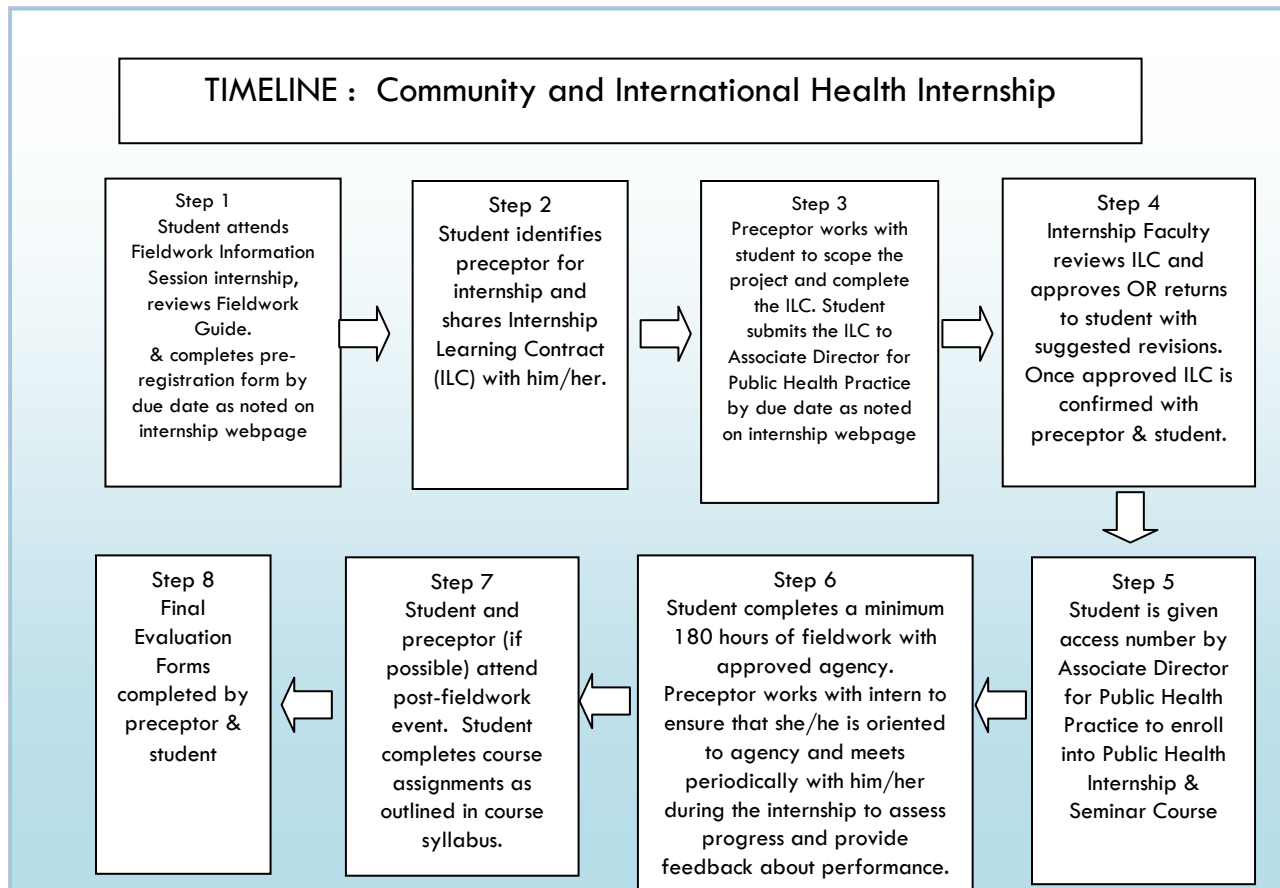 TIMELINE : Community and International Health Internship
Step 1
Student attends
Fieldwork Information
Session internship,
reviews Fieldwork
Guide.
& completes pre-
registration form by
due date as noted on
internship webpage
Step 2
Student identifies
preceptor for
internship and
shares Internship
Learning Contract
(ILC) with him/her.
Step 3
Preceptor works with
student to scope the
project and complete
the ILC. Student
submits the ILC to
Associate Director for
Public Health Practice
by due date as noted
on internship webpage
Step 4
Internship Faculty
reviews ILC and
approves OR returns
to student with
suggested revisions.
Once approved ILC is
confirmed with
preceptor & student.
Step 5
Student is given
access number by
Associate Director
for Public Health
Practice to enroll
into Public Health
Internship &
Seminar Course
Step 6
Student completes a minimum
180 hours of fieldwork with
approved agency.
Preceptor works with intern to
ensure that she/he is oriented
to agency and meets
periodically with him/her
during the internship to assess
progress and provide
feedback about performance.
Step 7
Student and
preceptor (if
possible) attend
post-fieldwork
event. Student
completes course
assignments as
outlined in course
syllabus.
Step 8
Final
Evaluation
Forms
completed by
preceptor &
student